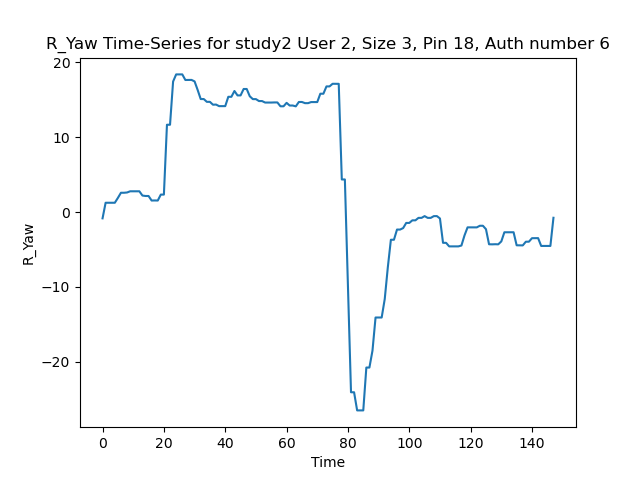 R_Yaw Time-Series for study2 User 2, Size 3, Pin 18, Auth number 6
20
10
0
−10
−20
R_Yaw
0 20 40 60 80 100 120 140
Time